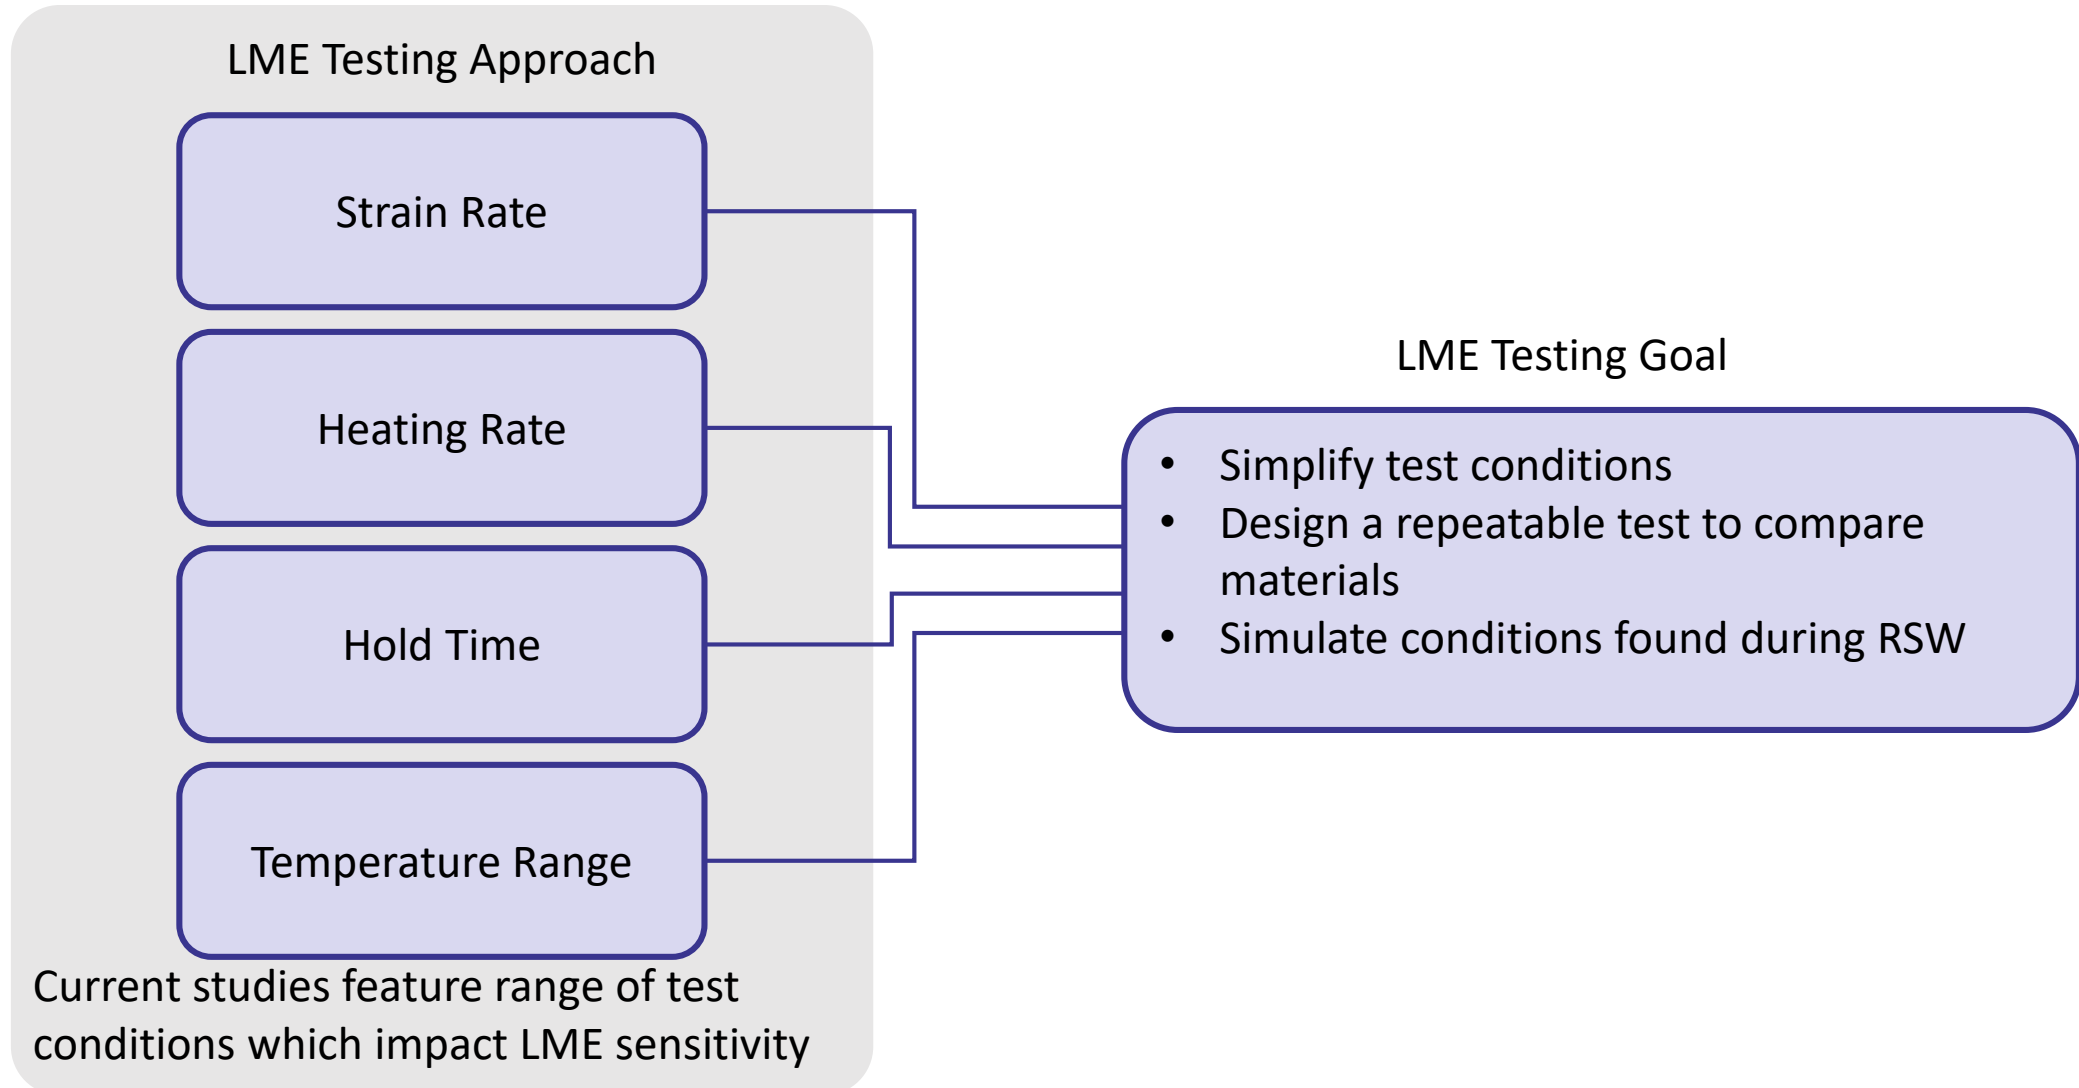 LME Testing Approach
Strain Rate
Heating Rate
Hold Time
Temperature Range
Current studies feature range of test
conditions which impact LME sensitivity
LME Testing Goal
• Simplify test conditions
• Design a repeatable test to compare
materials
• Simulate conditions found during RSW